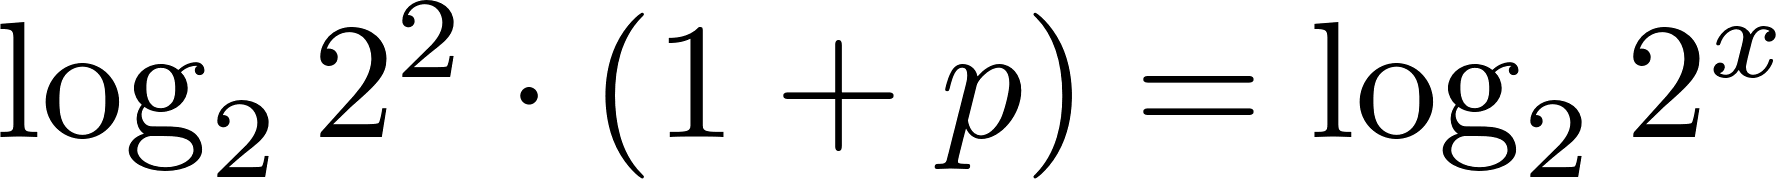 log₂ 2² · (1 + p) = log₂ 2ˣ